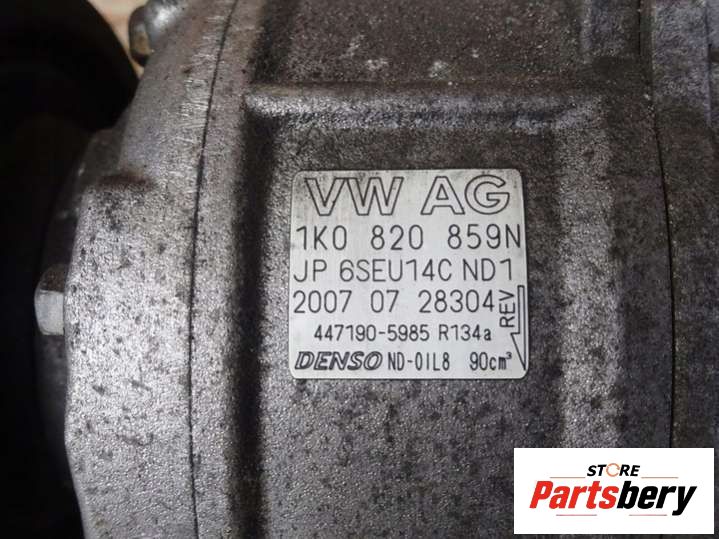 VW AG
1K0 820 859N
JP 6SEU14C ND1
2007 07 28304
REV
447190-5985 R134a
DENSO ND-OIL8 90cm³
STORE
Partsbery